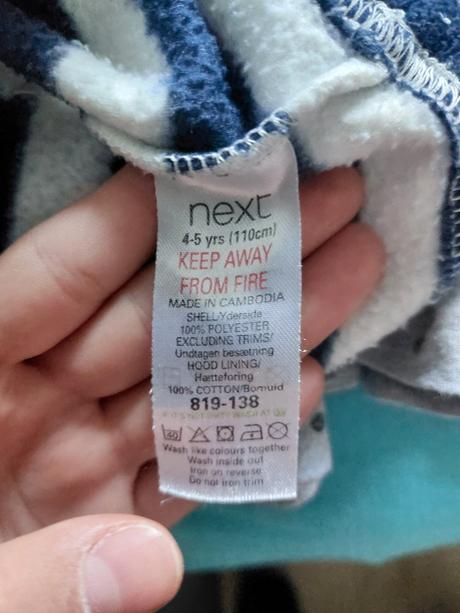 next
4-5 yrs (110cm)
KEEP AWAY
FROM FIRE
MADE IN CAMBODIA
SHELL/Yderside
100% POLYESTER
EXCLUDING TRIMS/
Undtagen besætning
HOOD LINING/
Hætteforing
100% COTTON/Bomuld
819-138
40
Wash like colours together
Wash inside out
Iron on reverse
Do not iron trim